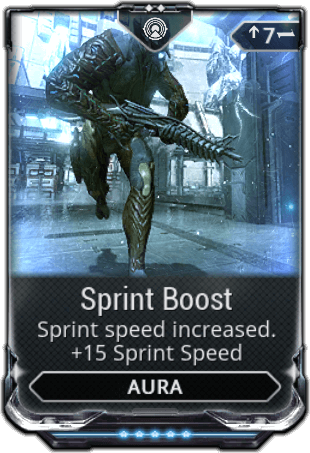 7
Sprint Boost
Sprint speed increased.
+15 Sprint Speed
AURA